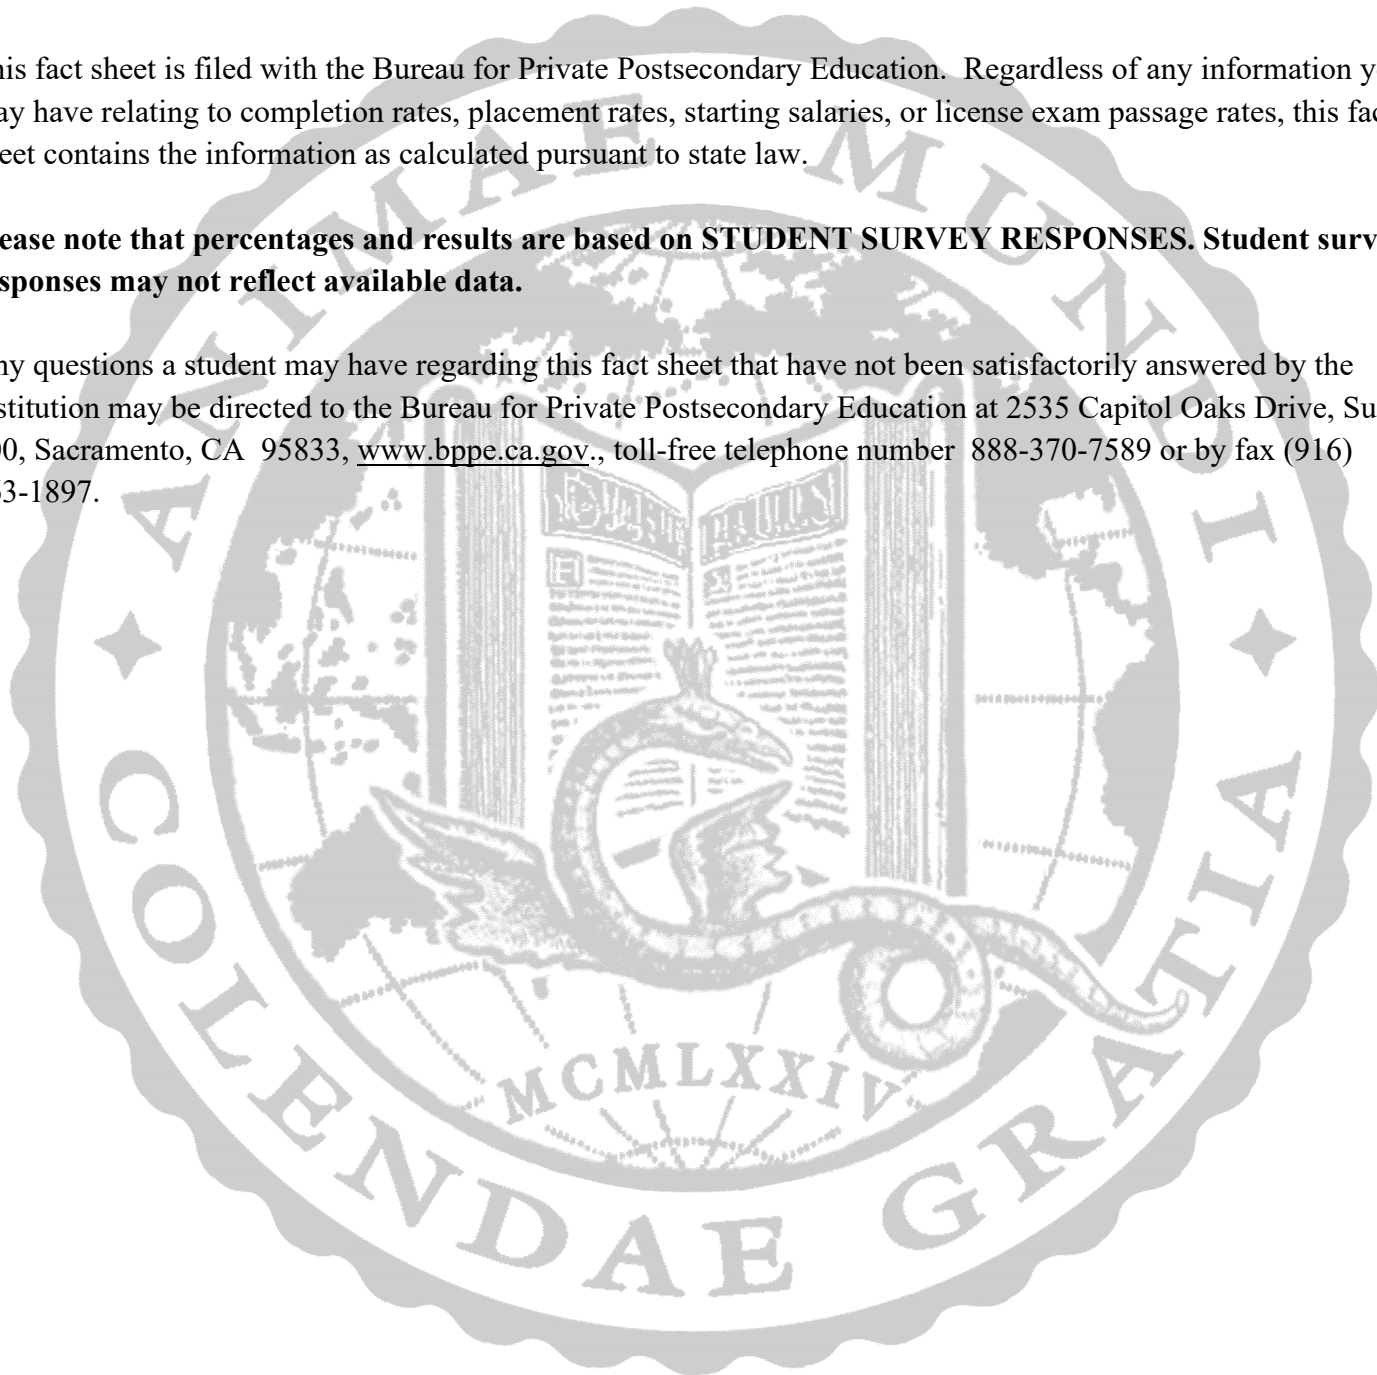 his fact sheet is filed with the Bureau for Private Postsecondary Education.  Regardless of any information y
ay have relating to completion rates, placement rates, starting salaries, or license exam passage rates, this fac
eet contains the information as calculated pursuant to state law.
ease note that percentages and results are based on STUDENT SURVEY RESPONSES. Student surv
sponses may not reflect available data.
ny questions a student may have regarding this fact sheet that have not been satisfactorily answered by the
stitution may be directed to the Bureau for Private Postsecondary Education at 2535 Capitol Oaks Drive, Su
00, Sacramento, CA  95833, www.bppe.ca.gov., toll-free telephone number  888-370-7589 or by fax (916)
63-1897.
ANIMAE MUNDI
COLENDAE GRATIA
MCMLXXIV